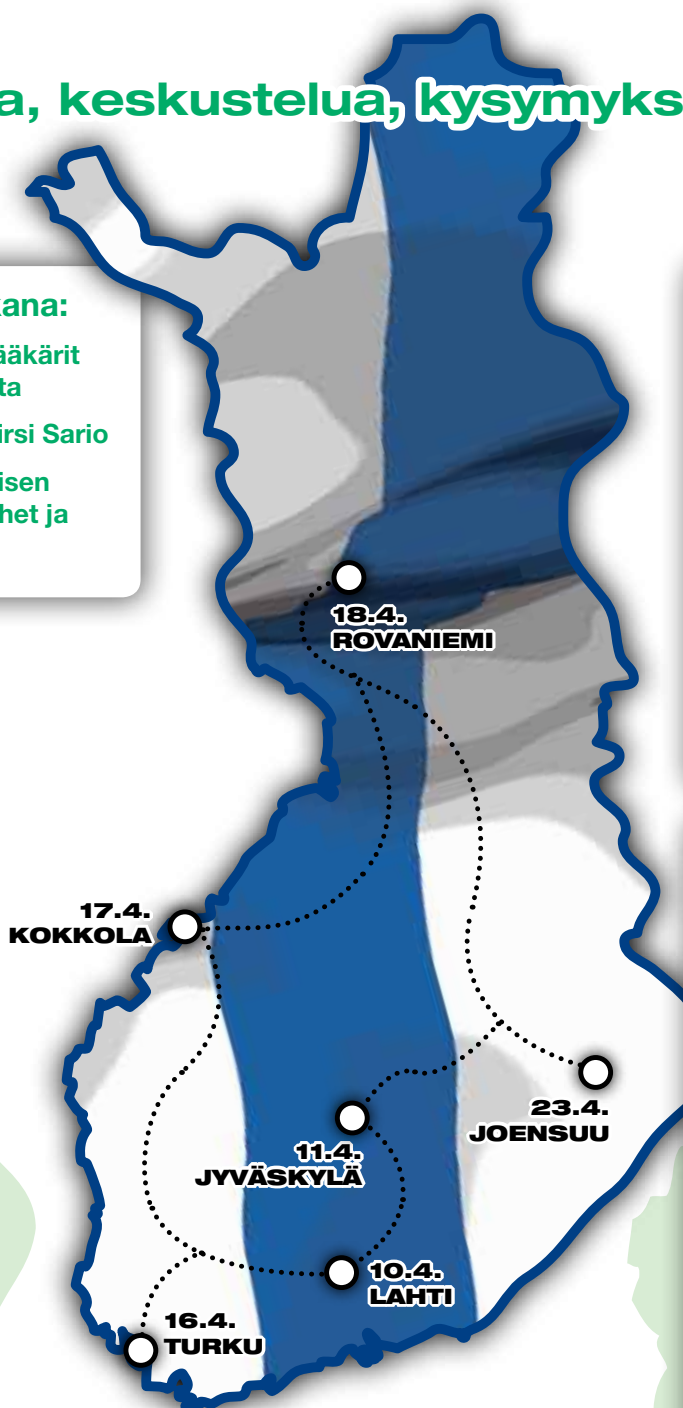 a, keskustelua, kysymyks
kana:
ääkärit
ta
irsi Sario
isen
het ja
18.4.
ROVANIEMI
17.4.
KOKKOLA
23.4.
JOENSUU
11.4.
JYVÄSKYLÄ
10.4.
LAHTI
16.4.
TURKU